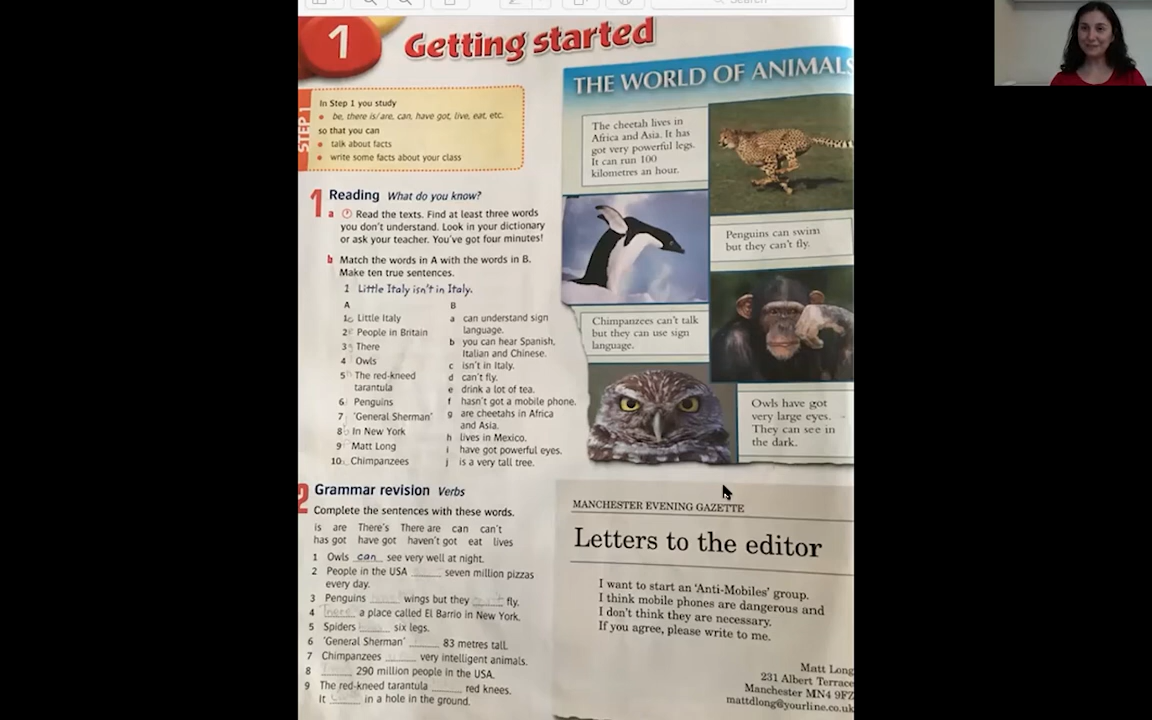 Search
1
Getting started
STEP 1
In Step 1 you study
• be, there is/are, can, have got, live, eat, etc.
so that you can
• talk about facts
• write some facts about your class
1 Reading What do you know?
a Read the texts. Find at least three words
you don't understand. Look in your dictionary
or ask your teacher. You've got four minutes!
b Match the words in A with the words in B.
Make ten true sentences.
1 Little Italy isn't in Italy.
A
1 Little Italy
2 People in Britain
3 There
4 Owls
5 The red-kneed
tarantula
6 Penguins
7 'General Sherman'
8 In New York
9 Matt Long
10 Chimpanzees
B
a can understand sign
language.
b you can hear Spanish,
Italian and Chinese.
c isn't in Italy.
d can't fly.
e drink a lot of tea.
f hasn't got a mobile phone.
g are cheetahs in Africa
and Asia.
h lives in Mexico.
i have got powerful eyes.
j is a very tall tree.
2 Grammar revision Verbs
Complete the sentences with these words.
is are There's There are can can't
has got have got haven't got eat lives
1 Owls can see very well at night.
2 People in the USA ____ seven million pizzas
every day.
3 Penguins ____ wings but they ____ fly.
4 ____ a place called El Barrio in New York.
5 Spiders ____ six legs.
6 'General Sherman' ____ 83 metres tall.
7 Chimpanzees ____ very intelligent animals.
8 ____ 290 million people in the USA.
9 The red-kneed tarantula ____ red knees.
It ____ in a hole in the ground.
THE WORLD OF ANIMALS
The cheetah lives in
Africa and Asia. It has
got very powerful legs.
It can run 100
kilometres an hour.
Penguins can swim
but they can't fly.
Chimpanzees can't talk
but they can use sign
language.
Owls have got
very large eyes.
They can see in
the dark.
MANCHESTER EVENING GAZETTE
Letters to the editor
I want to start an 'Anti-Mobiles' group.
I think mobile phones are dangerous and
I don't think they are necessary.
If you agree, please write to me.
Matt Long
231 Albert Terrace
Manchester MN4 9FZ
mattdlong@yourline.co.uk